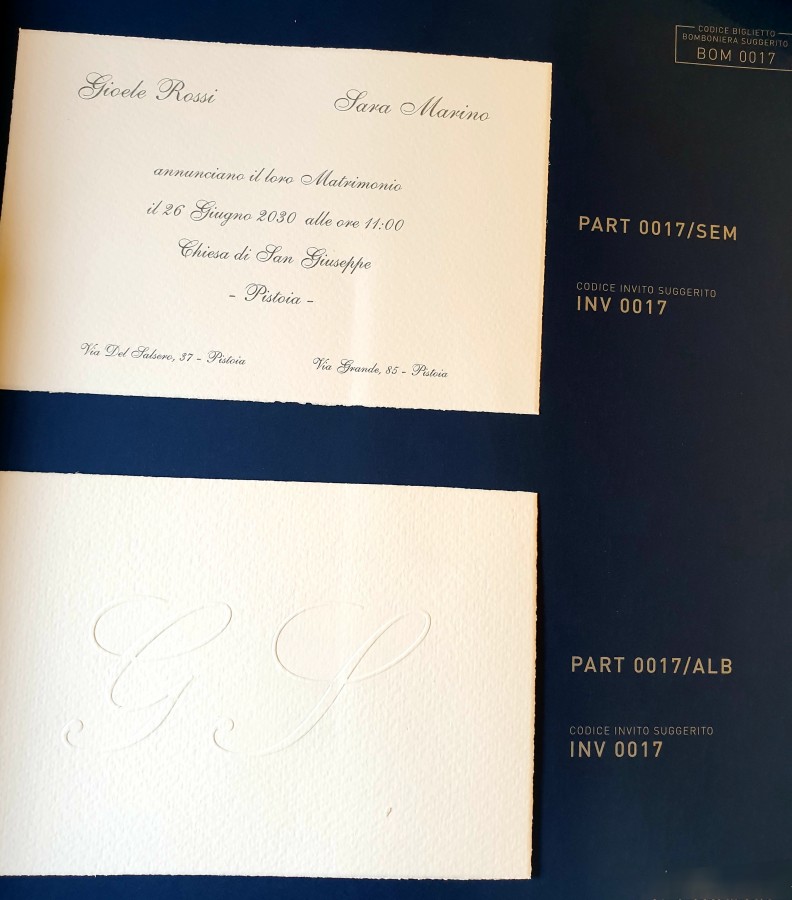 CODICE BIGLIETTO
BOMBONIERA SUGGERITO
BOM 0017
Gioele Rossi
Sara Marino
annunciano il loro Matrimonio
il 26 Giugno 2030 alle ore 11:00
Chiesa di San Giuseppe
- Pistoia -
Via Del Salsero, 37 - Pistoia
Via Grande, 85 - Pistoia
PART 0017/SEM
CODICE INVITO SUGGERITO
INV 0017
G S
PART 0017/ALB
CODICE INVITO SUGGERITO
INV 0017